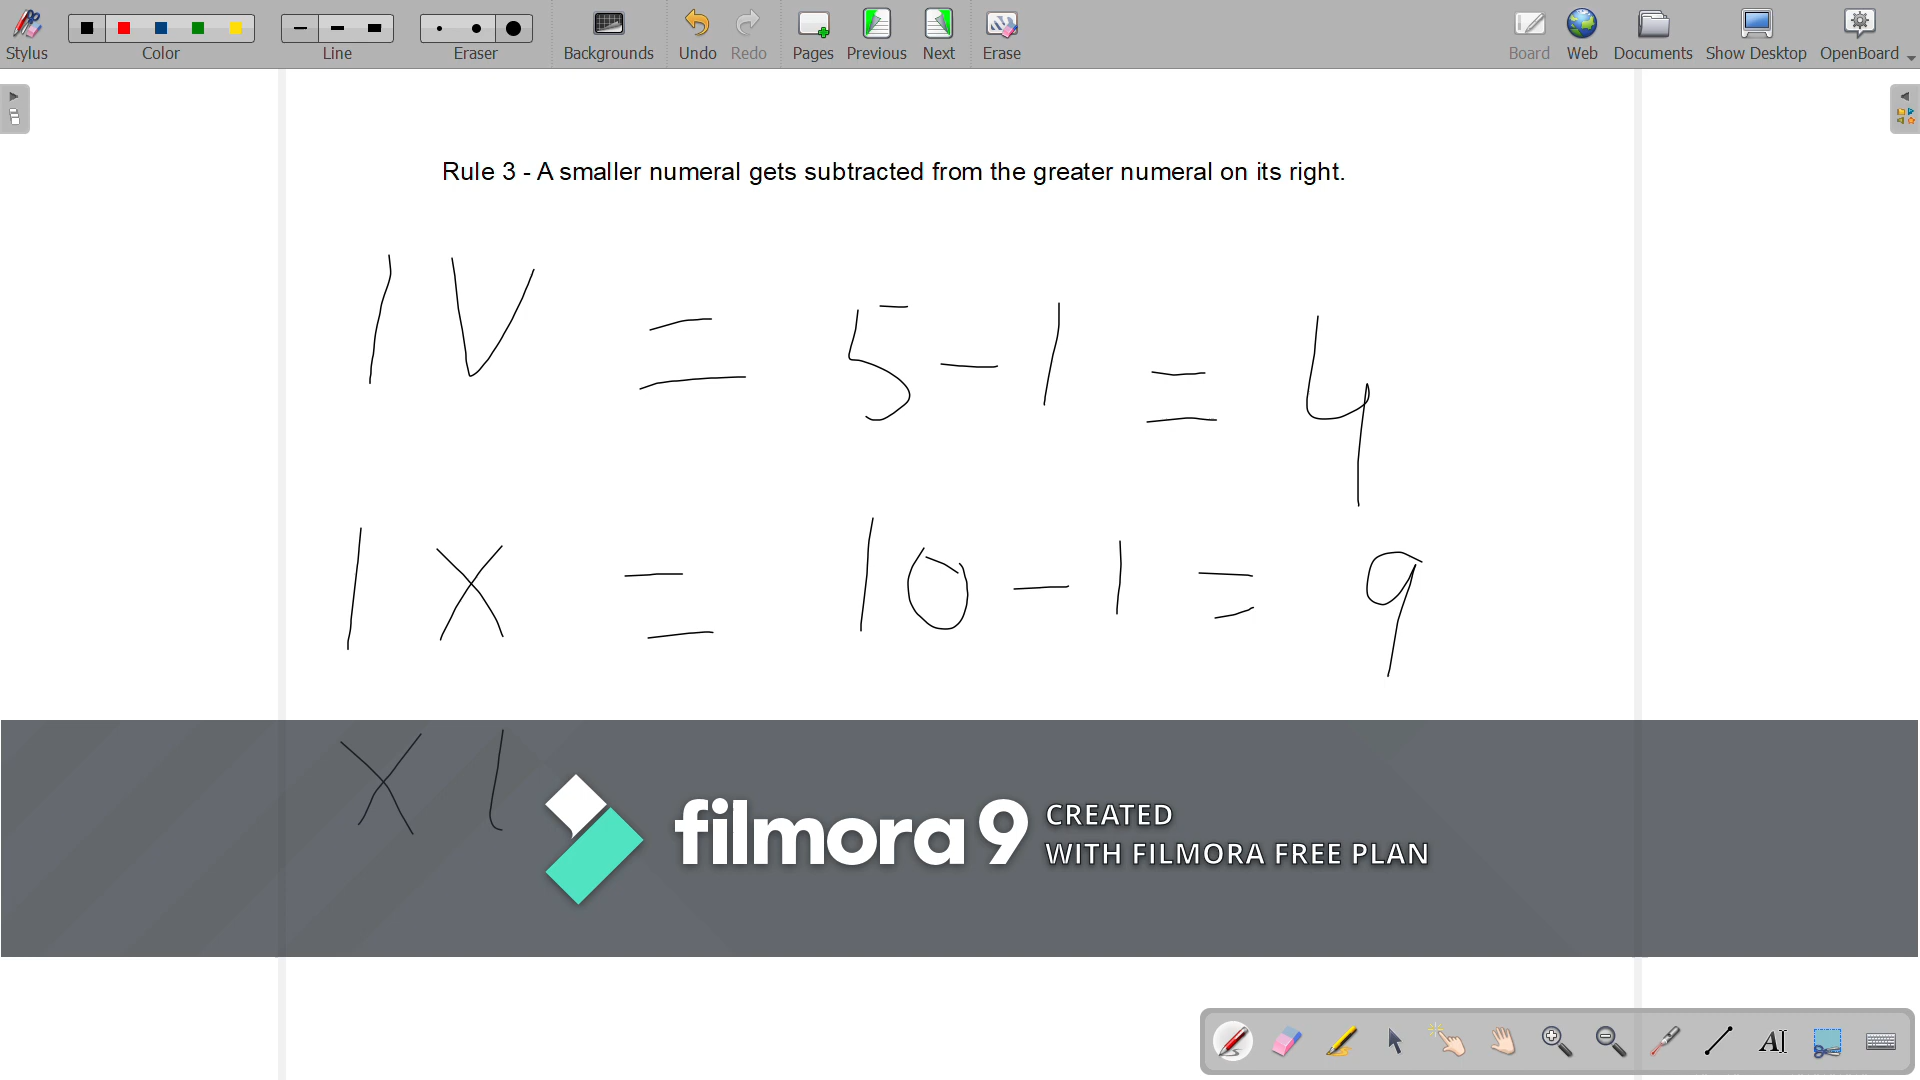 Stylus Color Line Eraser Backgrounds Undo Redo Pages Previous Next Erase Board Web Documents Show Desktop OpenBoard
Rule 3 - A smaller numeral gets subtracted from the greater numeral on its right.
IV = 5 - 1 = 4
IX = 10 - 1 = 9
XL
filmora9 CREATED
WITH FILMORA FREE PLAN